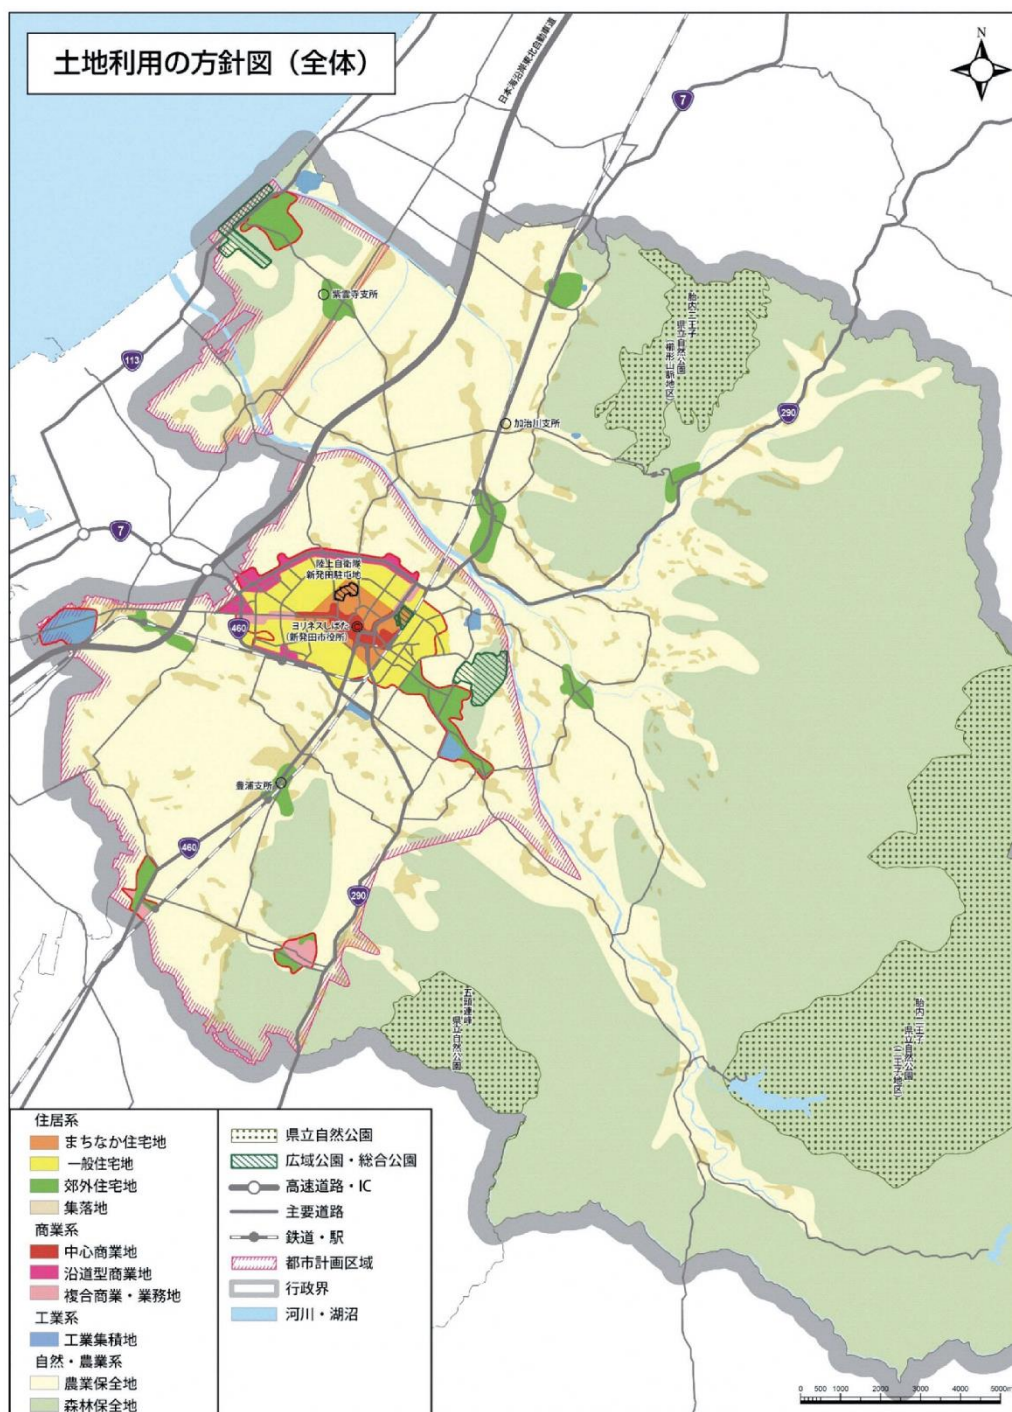 土地利用の方針図（全体）
N
日本海沿岸東北自動車道
7
113
紫雲寺支所
胎内二王子
県立自然公園
（櫛形山脈地区）
290
加治川支所
7
陸上自衛隊
新発田駐屯地
ヨリネスしばた
（新発田市役所）
460
豊浦支所
460
290
五頭連峰
県立自然公園
胎内二王子
県立自然公園
（二王子地区）
住居系
まちなか住宅地
一般住宅地
郊外住宅地
集落地
商業系
中心商業地
沿道型商業地
複合商業・業務地
工業系
工業集積地
自然・農業系
農業保全地
森林保全地
県立自然公園
広域公園・総合公園
高速道路・IC
主要道路
鉄道・駅
都市計画区域
行政界
河川・湖沼
0 500 1000 2000 3000 4000 5000m